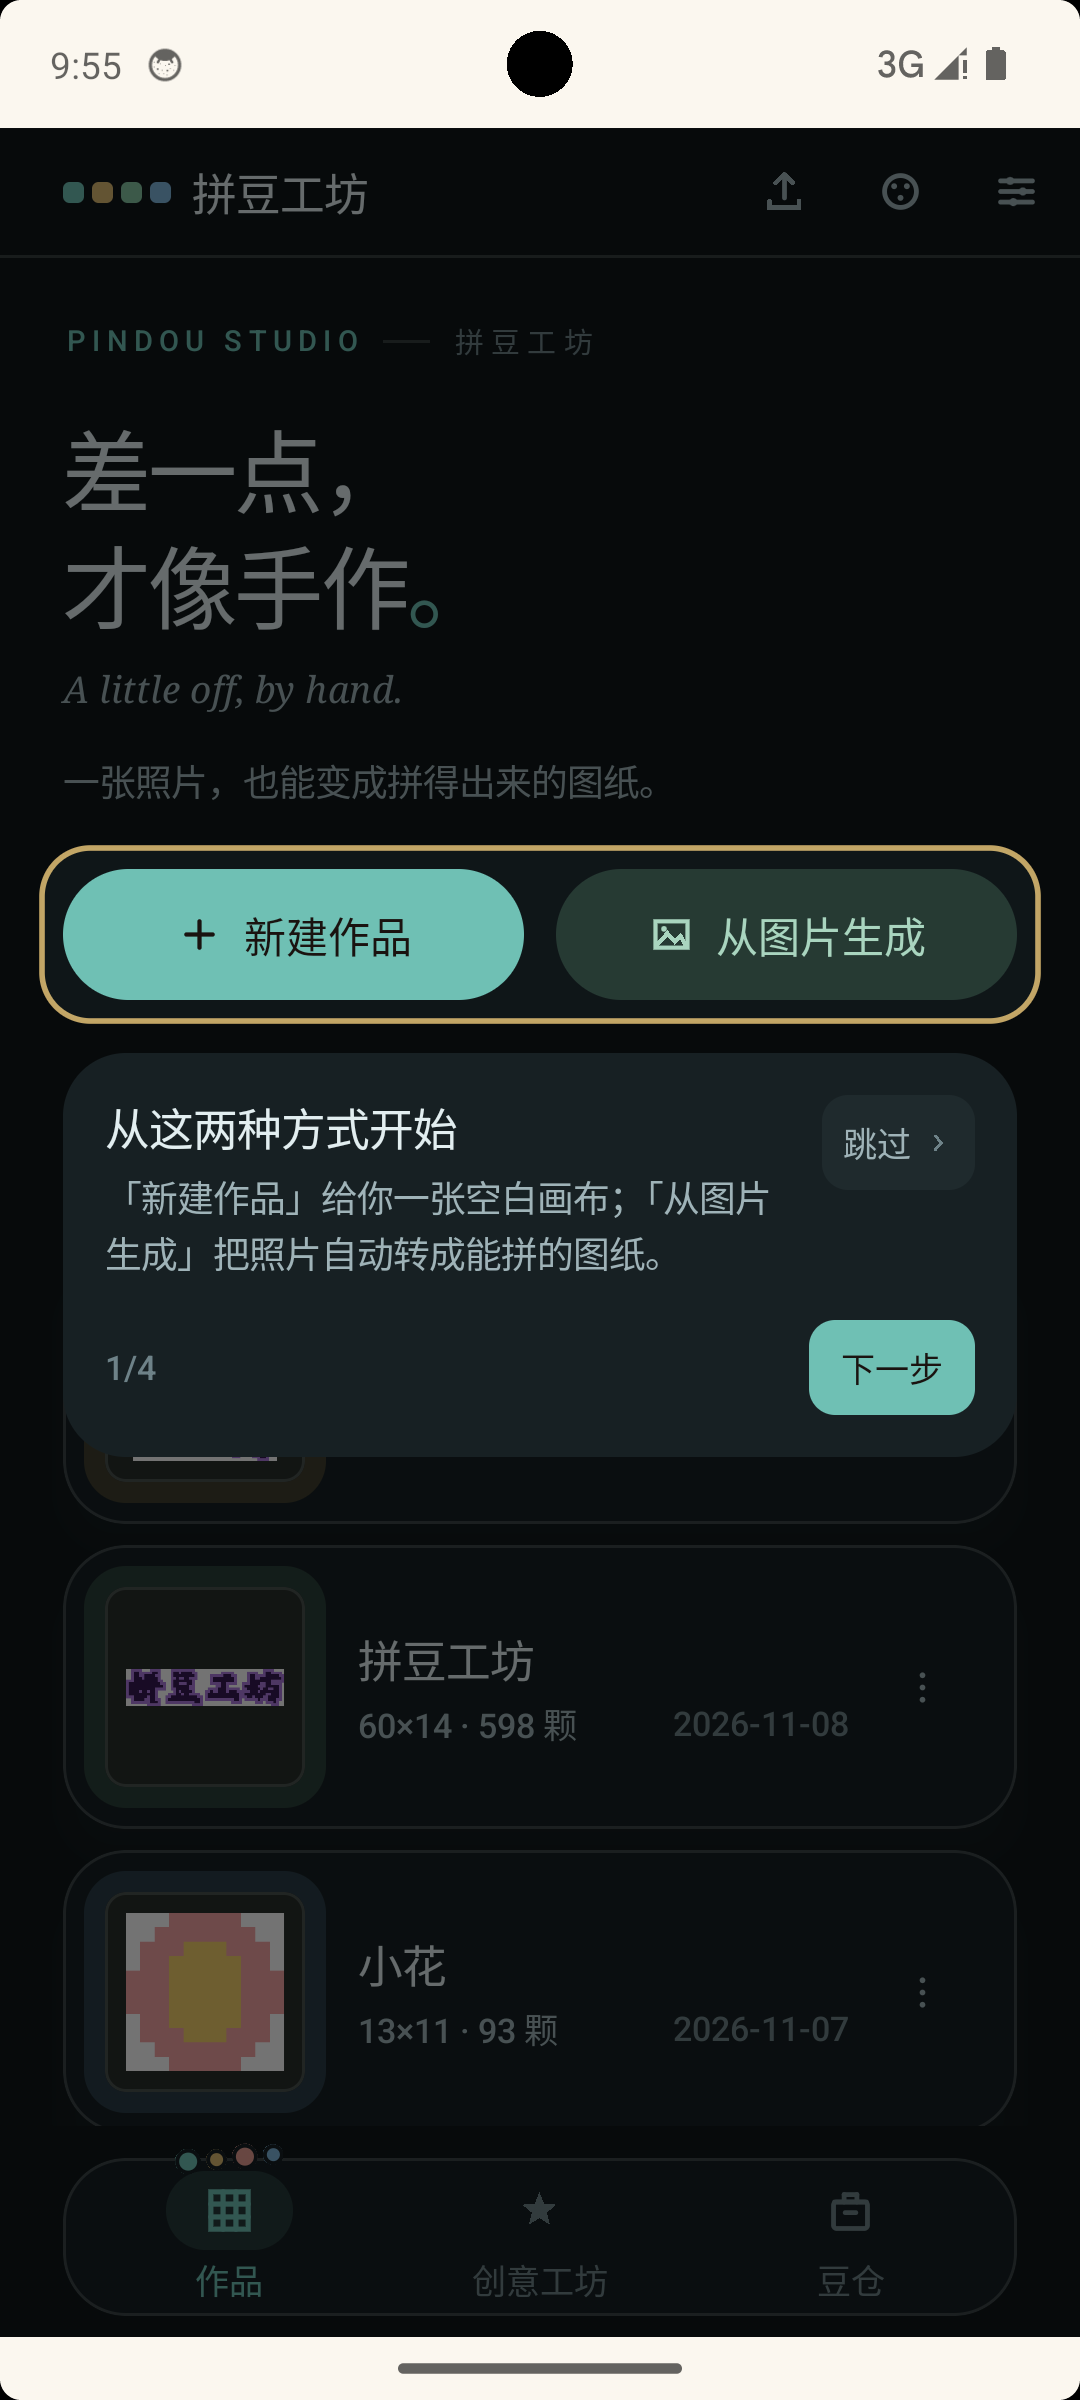 9:55
3G
拼豆工坊
PINDOU STUDIO — 拼豆工坊
差一点，
才像手作。
A little off, by hand.
一张照片，也能变成拼得出来的图纸。
新建作品
从图片生成
从这两种方式开始
跳过
「新建作品」给你一张空白画布；「从图片
生成」把照片自动转成能拼的图纸。
1/4
下一步
拼豆工坊
拼豆工坊
60×14 · 598 颗
2026-11-08
小花
13×11 · 93 颗
2026-11-07
作品
创意工坊
豆仓